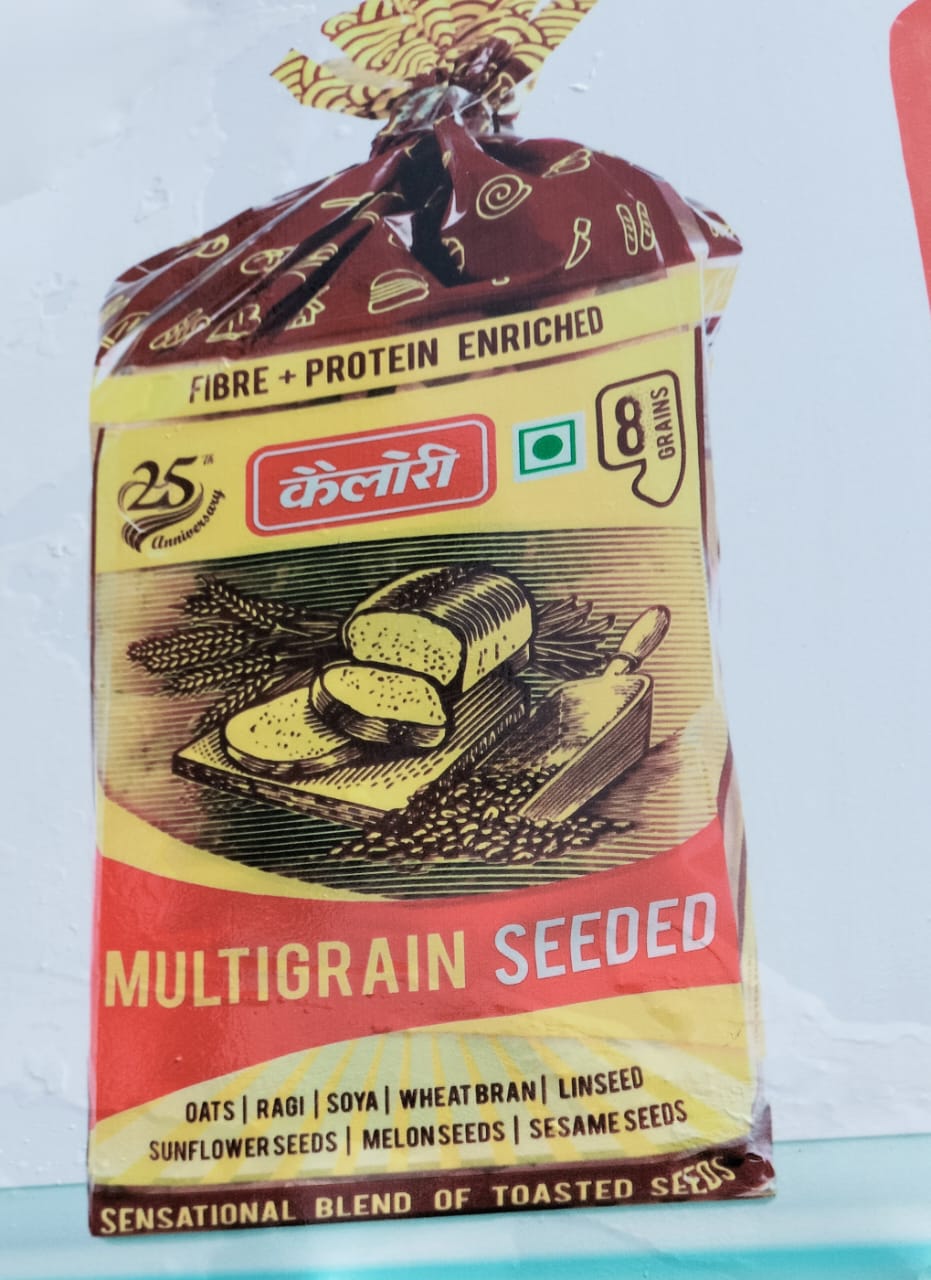 FIBRE + PROTEIN ENRICHED
25TH Anniversary
कैलोरी
8 GRAINS
MULTIGRAIN SEEDED
OATS | RAGI | SOYA | WHEAT BRAN | LINSEED
SUNFLOWER SEEDS | MELON SEEDS | SESAME SEEDS
SENSATIONAL BLEND OF TOASTED SEEDS